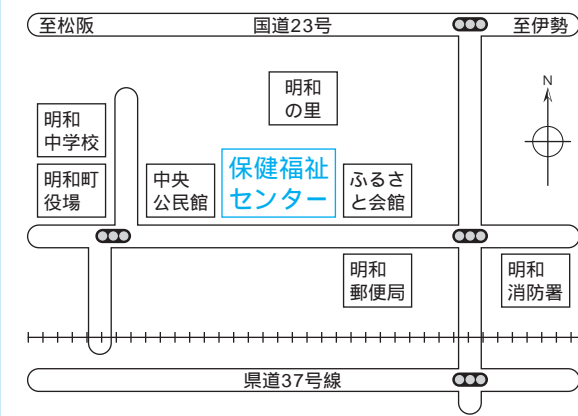 至松阪
国道23号
至伊勢
明和
の里
N
明和
中学校
明和町
役場
中央
公民館
保健福祉
センター
ふるさ
と会館
明和
郵便局
明和
消防署
県道37号線